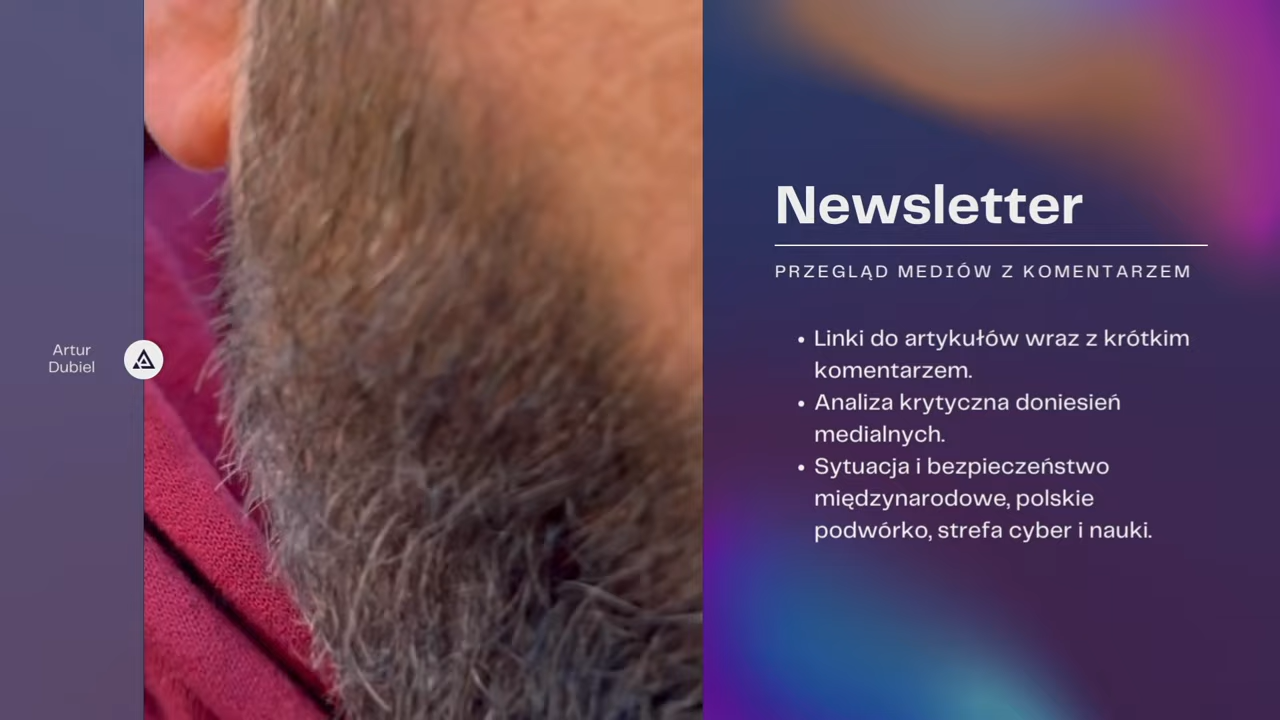 Artur
Dubiel
Newsletter
PRZEGLĄD MEDIÓW Z KOMENTARZEM
• Linki do artykułów wraz z krótkim
komentarzem.
• Analiza krytyczna doniesień
medialnych.
• Sytuacja i bezpieczeństwo
międzynarodowe, polskie
podwórko, strefa cyber i nauki.